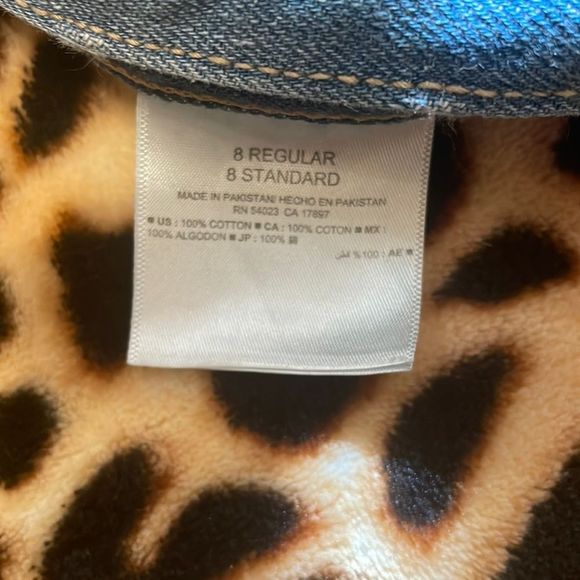 8 REGULAR
8 STANDARD
MADE IN PAKISTAN/ HECHO EN PAKISTAN
RN 54023 CA 17897
■ US : 100% COTTON ■ CA : 100% COTON ■ MX :
100% ALGODON ■ JP : 100% 綿
■ AE : 100%